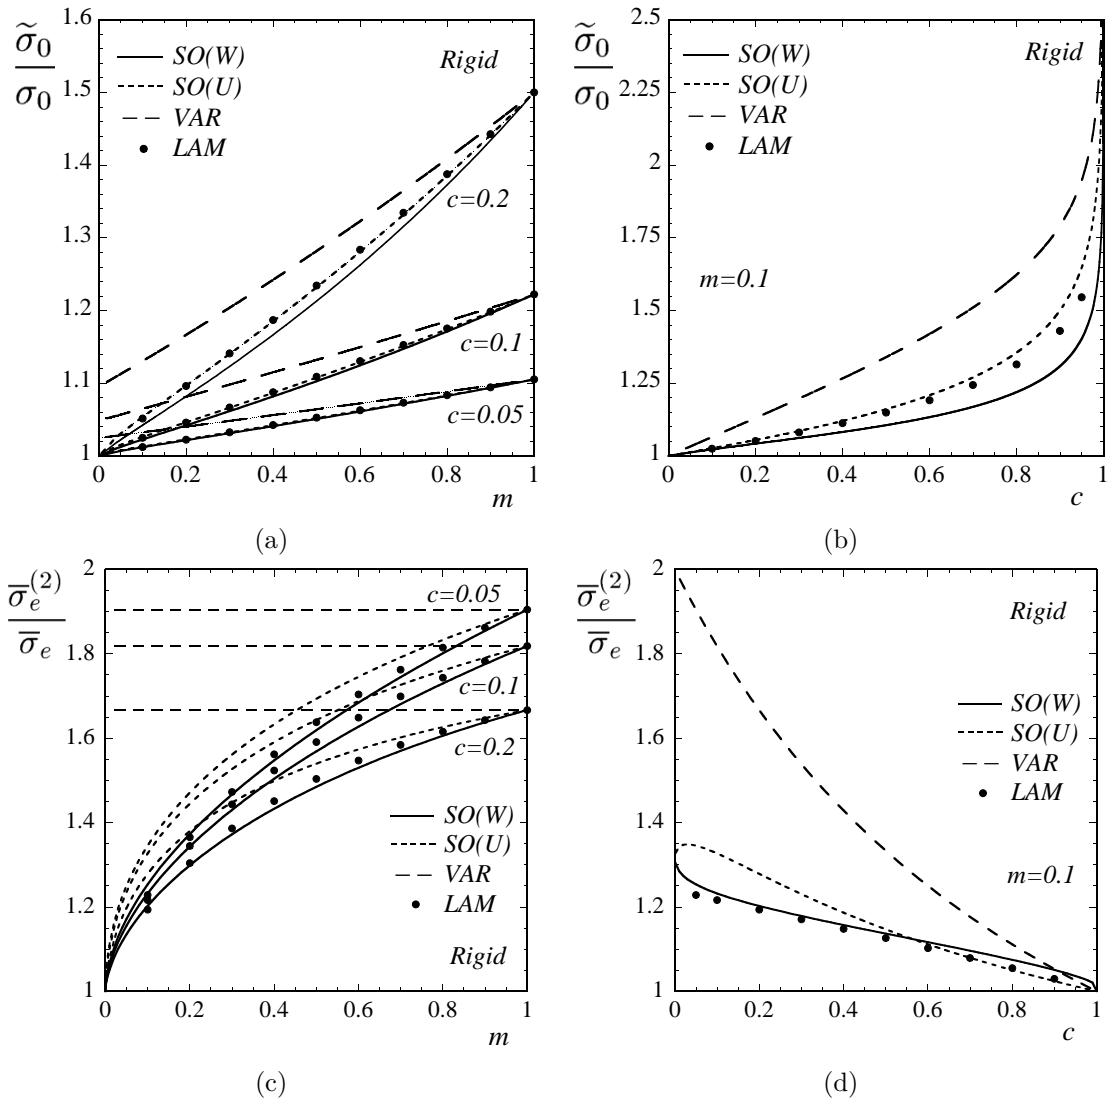 σ̃₀
σ₀
1.6
1.5
1.4
1.3
1.2
1.1
1
SO(W)
SO(U)
VAR
LAM
Rigid
c=0.2
c=0.1
c=0.05
0 0.2 0.4 0.6 0.8 1
m
(a)
σ̃₀
σ₀
2.5
2.25
2
1.75
1.5
1.25
1
SO(W)
SO(U)
VAR
LAM
Rigid
m=0.1
0 0.2 0.4 0.6 0.8 1
c
(b)
σ̅ₑ⁽²⁾
σ̅ₑ
2
1.8
1.6
1.4
1.2
1
c=0.05
c=0.1
c=0.2
SO(W)
SO(U)
VAR
LAM
Rigid
0 0.2 0.4 0.6 0.8 1
m
(c)
σ̅ₑ⁽²⁾
σ̅ₑ
2
1.8
1.6
1.4
1.2
1
Rigid
SO(W)
SO(U)
VAR
LAM
m=0.1
0 0.2 0.4 0.6 0.8 1
c
(d)